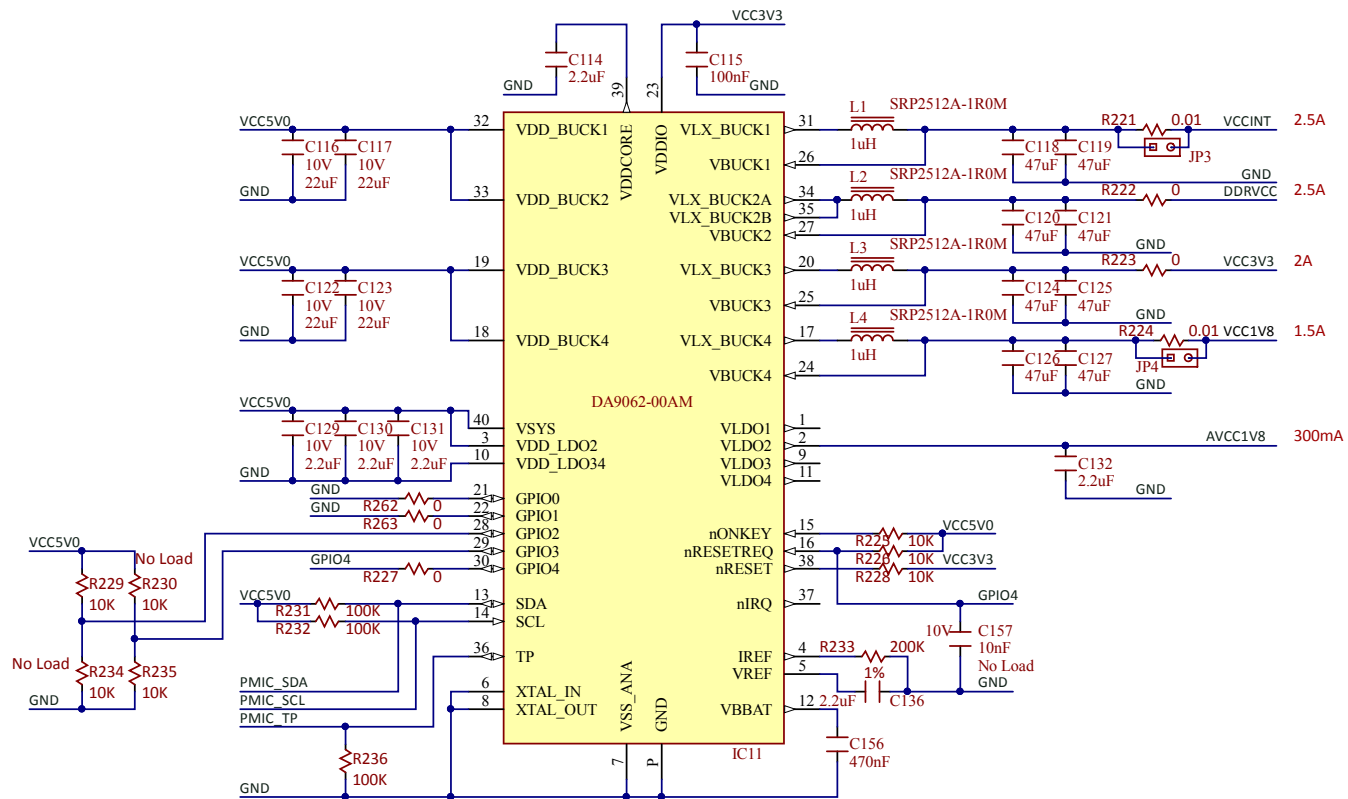 VCC3V3
C114
2.2uF
C115
100nF
GND
GND
39
23
VCC5V0
32
VDD_BUCK1
VDDCORE
VDDIO
VLX_BUCK1
31
L1
SRP2512A-1R0M
1uH
R221
0.01
VCCINT
2.5A
C116
10V
22uF
C117
10V
22uF
VBUCK1
26
C118
47uF
C119
47uF
JP3
GND
GND
33
VDD_BUCK2
VLX_BUCK2A
34
L2
SRP2512A-1R0M
1uH
R222
0
DDRVCC
2.5A
VLX_BUCK2B
35
VBUCK2
27
C120
47uF
C121
47uF
GND
VCC5V0
19
VDD_BUCK3
VLX_BUCK3
20
L3
SRP2512A-1R0M
1uH
R223
0
VCC3V3
2A
C122
10V
22uF
C123
10V
22uF
VBUCK3
25
C124
47uF
C125
47uF
GND
GND
18
VDD_BUCK4
VLX_BUCK4
17
L4
SRP2512A-1R0M
1uH
R224
0.01
VCC1V8
1.5A
VBUCK4
24
C126
47uF
C127
47uF
JP4
GND
DA9062-00AM
VCC5V0
40
VSYS
VLDO1
1
C129
10V
2.2uF
C130
10V
2.2uF
C131
10V
2.2uF
3
VDD_LDO2
VLDO2
2
AVCC1V8
300mA
GND
10
VDD_LDO34
VLDO3
9
VLDO4
11
C132
2.2uF
GND
GND
R262
0
21
GPIO0
GND
R263
0
22
GPIO1
28
GPIO2
nONKEY
15
R225
10K
VCC5V0
29
GPIO3
nRESETREQ
16
R226
10K
GPIO4
R227
0
30
GPIO4
nRESET
38
R228
10K
VCC3V3
VCC5V0
No Load
R229
10K
R230
10K
VCC5V0
R231
100K
13
SDA
nIRQ
37
GPIO4
R232
100K
14
SCL
10V
C157
10nF
No Load
No Load
R234
10K
R235
10K
36
TP
IREF
4
R233
200K
1%
VREF
5
2.2uF
C136
GND
PMIC_SDA
6
XTAL_IN
GND
PMIC_SCL
8
XTAL_OUT
VSS_ANA
GND
VBBAT
12
PMIC_TP
R236
100K
IC11
C156
470nF
7
P
GND